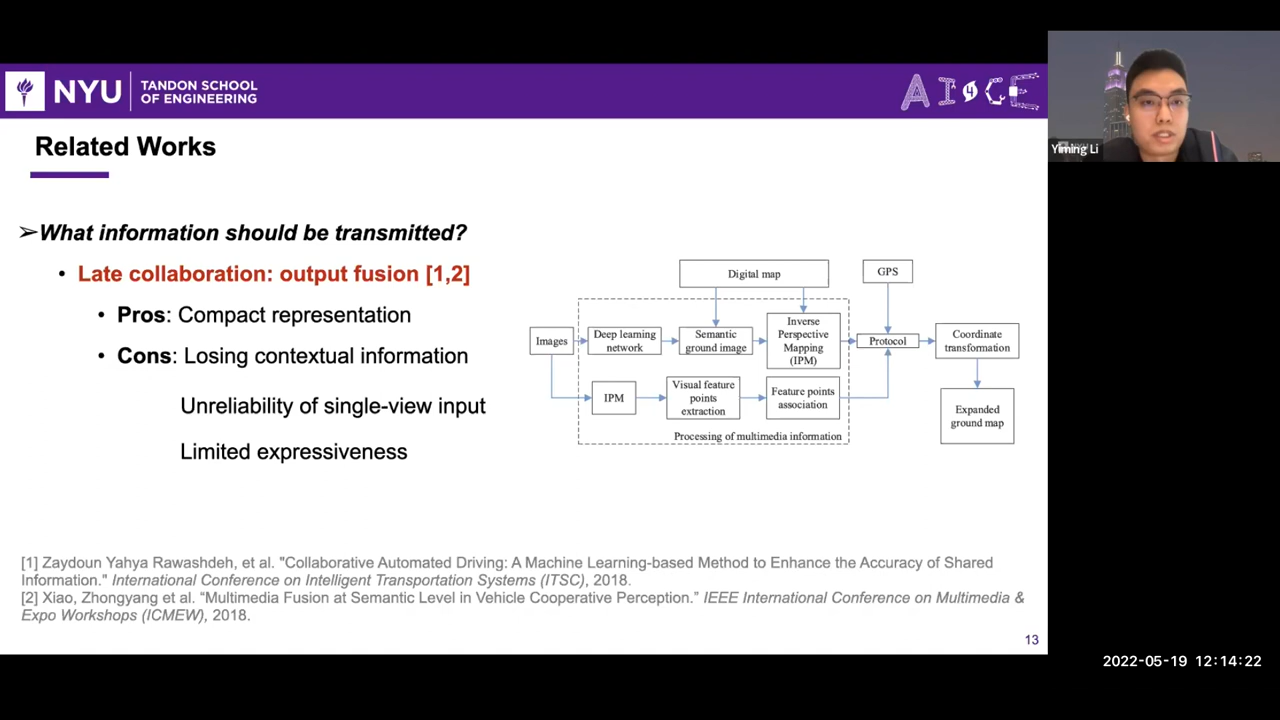 NYU
TANDON SCHOOL
OF ENGINEERING
AI4CE
Yiming Li
Related Works
➢What information should be transmitted?
• Late collaboration: output fusion [1,2]
• Pros: Compact representation
• Cons: Losing contextual information
Unreliability of single-view input
Limited expressiveness
Digital map
GPS
Images
Deep learning
network
Semantic
ground image
Inverse
Perspective
Mapping
(IPM)
Protocol
Coordinate
transformation
IPM
Visual feature
points
extraction
Feature points
association
Expanded
ground map
Processing of multimedia information
[1] Zaydoun Yahya Rawashdeh, et al. "Collaborative Automated Driving: A Machine Learning-based Method to Enhance the Accuracy of Shared
Information." International Conference on Intelligent Transportation Systems (ITSC), 2018.
[2] Xiao, Zhongyang et al. “Multimedia Fusion at Semantic Level in Vehicle Cooperative Perception.” IEEE International Conference on Multimedia &
Expo Workshops (ICMEW), 2018.
13
2022-05-19 12:14:22